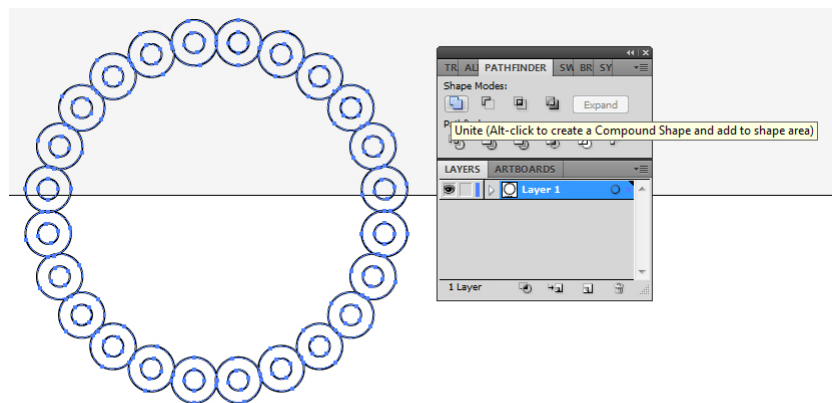 TR ALI PATHFINDER SW BR SY
Shape Modes:
Expand
Unite (Alt-click to create a Compound Shape and add to shape area)
LAYERS ARTBOARDS
Layer 1
1 Layer